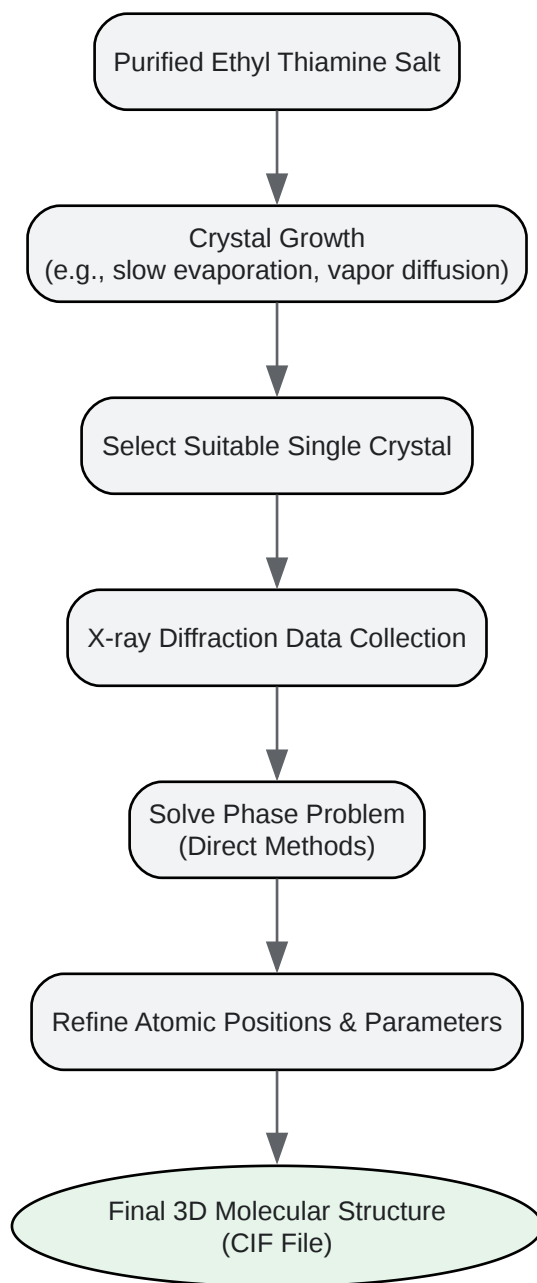 Purified Ethyl Thiamine Salt
Crystal Growth
(e.g., slow evaporation, vapor diffusion)
Select Suitable Single Crystal
X-ray Diffraction Data Collection
Solve Phase Problem
(Direct Methods)
Refine Atomic Positions & Parameters
Final 3D Molecular Structure
(CIF File)